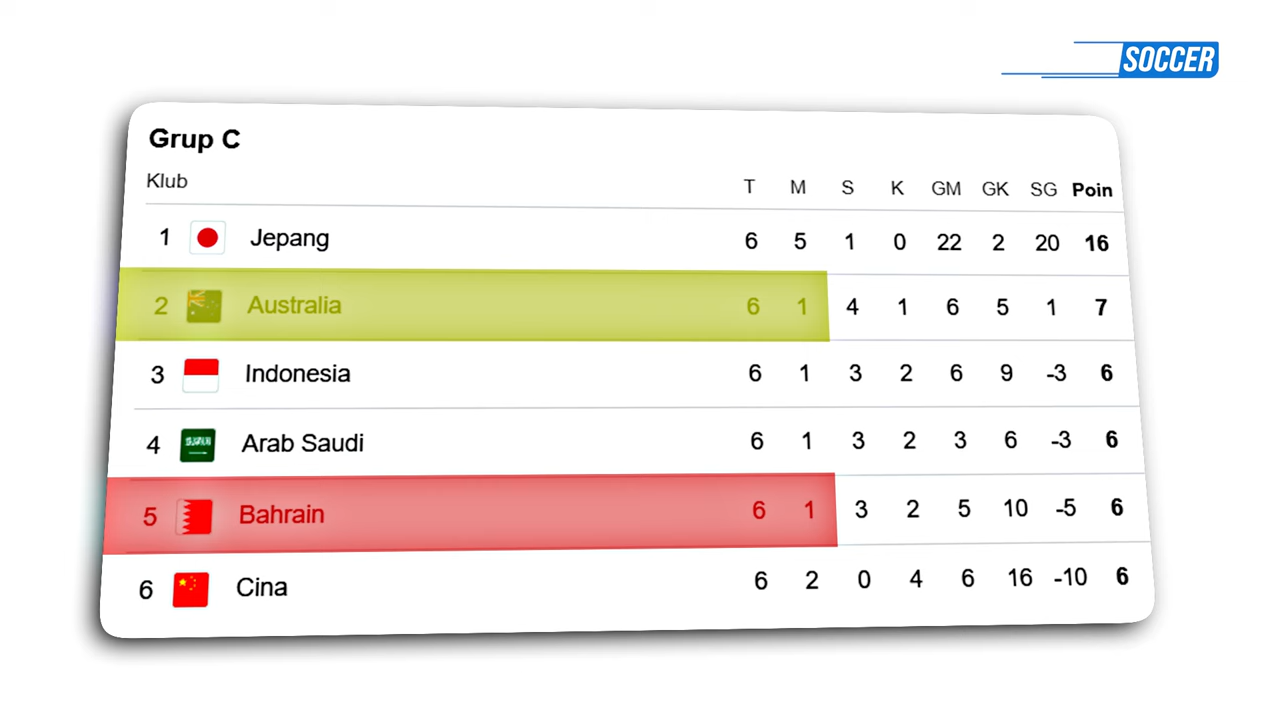 SOCCER
Grup C
Klub T M S K GM GK SG Poin
1 Jepang 6 5 1 0 22 2 20 16
2 Australia 6 1 4 1 6 5 1 7
3 Indonesia 6 1 3 2 6 9 -3 6
4 Arab Saudi 6 1 3 2 3 6 -3 6
5 Bahrain 6 1 3 2 5 10 -5 6
6 Cina 6 2 0 4 6 16 -10 6